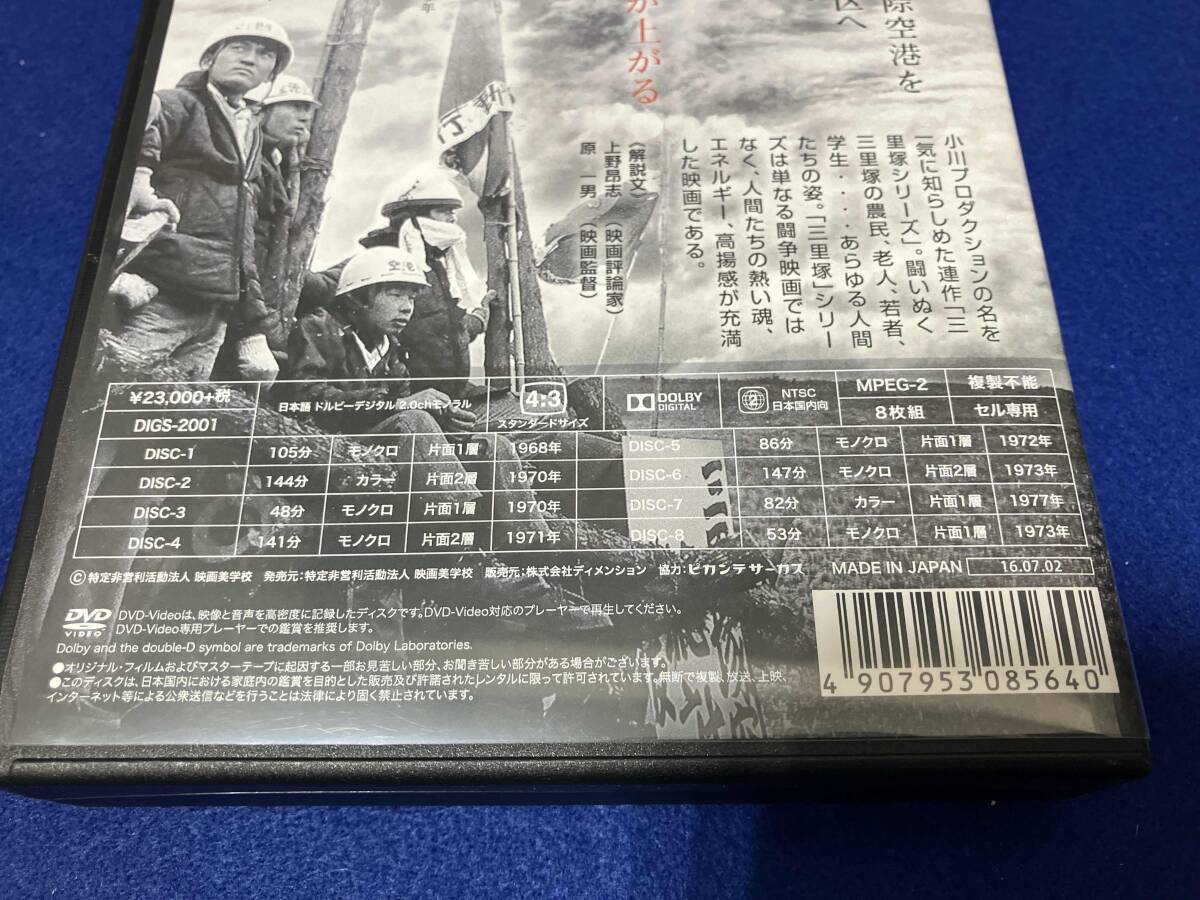 際空港を
区へ
が上がる
年
小川プロダクションの名を
一気に知らしめた連作「三
里塚シリーズ」。闘いぬく
三里塚の農民、老人、若者、
学生・・・あらゆる人間
たちの姿。「三里塚」シリー
ズは単なる闘争映画では
なく、人間たちの熱い魂、
エネルギー、高揚感が充満
した映画である。
〈解説文〉
上野昂志 (映画評論家)
原 一男 (映画監督)
空港
¥23,000+税
DIGS-2001
日本語 ドルビーデジタル 2.0chモノラル
4:3
スタンダードサイズ
DOLBY
DIGITAL
2
NTSC
日本国内向
MPEG-2
複製不能
8枚組
セル専用
DISC-1 105分 モノクロ 片面1層 1968年
DISC-2 144分 カラー 片面2層 1970年
DISC-3 48分 モノクロ 片面1層 1970年
DISC-4 141分 モノクロ 片面2層 1971年
DISC-5 86分 モノクロ 片面1層 1972年
DISC-6 147分 モノクロ 片面2層 1973年
DISC-7 82分 カラー 片面1層 1977年
DISC-8 53分 モノクロ 片面1層 1973年
©特定非営利活動法人 映画美学校 発売元:特定非営利活動法人 映画美学校 販売元:株式会社ディメンション 協力:ピカンテサーカス
MADE IN JAPAN 16.07.02
DVD VIDEO
DVD-Videoは、映像と音声を高密度に記録したディスクです。DVD-Video対応のプレーヤーで再生してください。
DVD-Video専用プレーヤーでの鑑賞を推奨します。
Dolby and the double-D symbol are trademarks of Dolby Laboratories.
●オリジナル・フィルムおよびマスターテープに起因する一部お見苦しい部分、お聞き苦しい部分がある場合がございます。
●このディスクは、日本国内における家庭内の鑑賞を目的とした販売及び許諾されたレンタルに限って許可されています。無断で複製、放送、上映、
インターネット等による公衆送信などを行うことは法律により固く禁止されています。
4 907953 085640